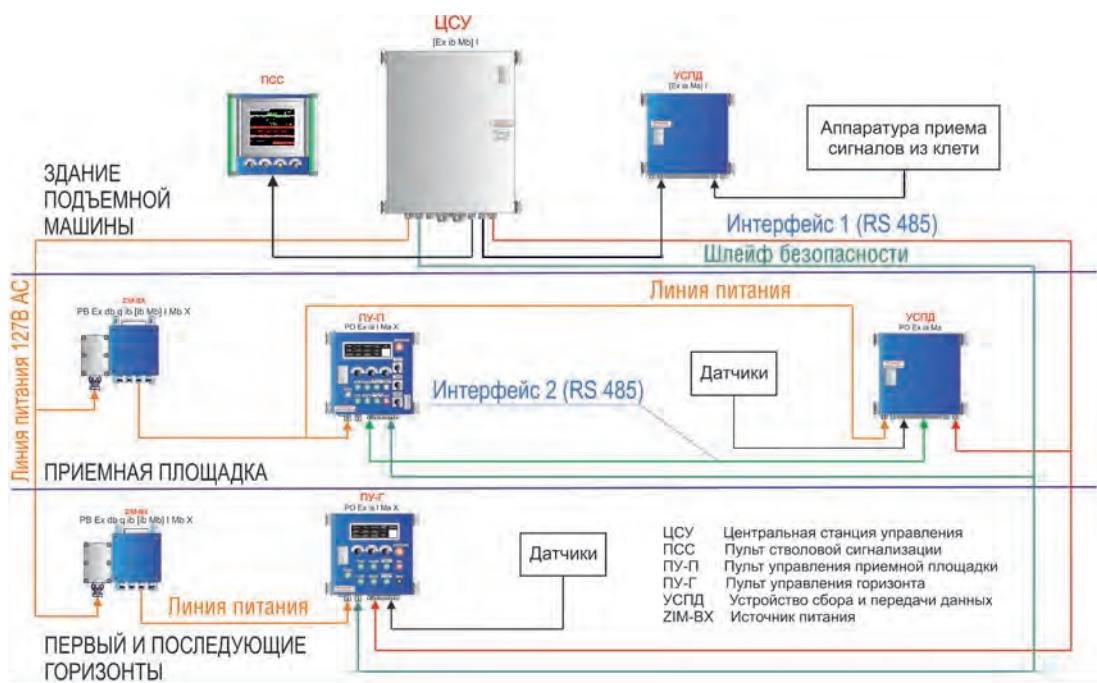 ЦСУ
[Ex ib Mb] I
ПСС
УСПД
[Ex ia Ma] I
Аппаратура приема
сигналов из клети
ЗДАНИЕ
ПОДЪЕМНОЙ
МАШИНЫ
Интерфейс 1 (RS 485)
Шлейф безопасности
Линия питания 127В AC
Линия питания
ZIM-BX
PB Ex db q ib [ib Mb] I Mb X
ПУ-П
PO Ex ia I Ma X
УСПД
PO Ex ia Ma
Датчики
Интерфейс 2 (RS 485)
ПРИЕМНАЯ ПЛОЩАДКА
ZIM-BX
PB Ex db q ib [ib Mb] I Mb X
ПУ-Г
PO Ex ia I Ma X
Датчики
Линия питания
ПЕРВЫЙ И ПОСЛЕДУЮЩИЕ
ГОРИЗОНТЫ
ЦСУ Центральная станция управления
ПСС Пульт стволовой сигнализации
ПУ-П Пульт управления приемной площадки
ПУ-Г Пульт управления горизонта
УСПД Устройство сбора и передачи данных
ZIM-BX Источник питания